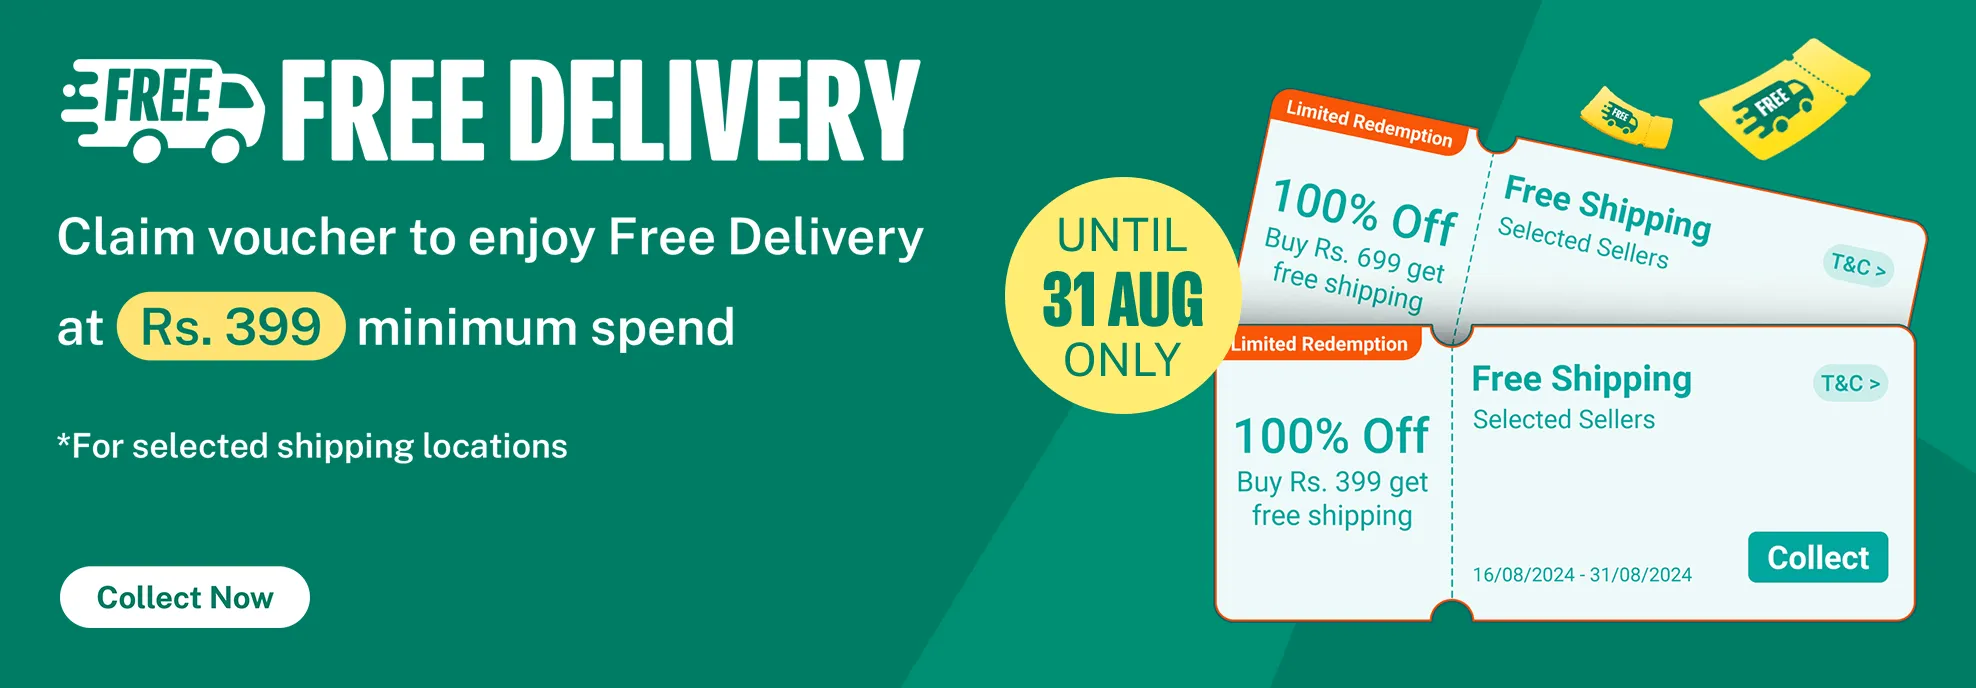 FREE FREE DELIVERY
Claim voucher to enjoy Free Delivery
at Rs. 399 minimum spend
*For selected shipping locations
Collect Now
UNTIL
31 AUG
ONLY
FREE
FREE
Limited Redemption
100% Off
Buy Rs. 699 get
free shipping
Free Shipping
Selected Sellers
T&C >
Limited Redemption
100% Off
Buy Rs. 399 get
free shipping
Free Shipping
Selected Sellers
T&C >
16/08/2024 - 31/08/2024
Collect